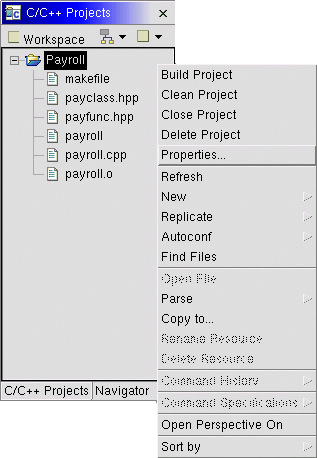 C/C++ Projects
Workspace
Payroll
makefile
payclass.hpp
payfunc.hpp
payroll
payroll.cpp
payroll.o
Build Project
Clean Project
Close Project
Delete Project
Properties...
Refresh
New
Replicate
Autoconf
Find Files
Open File
Parse
Copy to...
Rename Resource
Delete Resource
Command History
Command Specifications
Open Perspective On
Sort by
C/C++ Projects Navigator